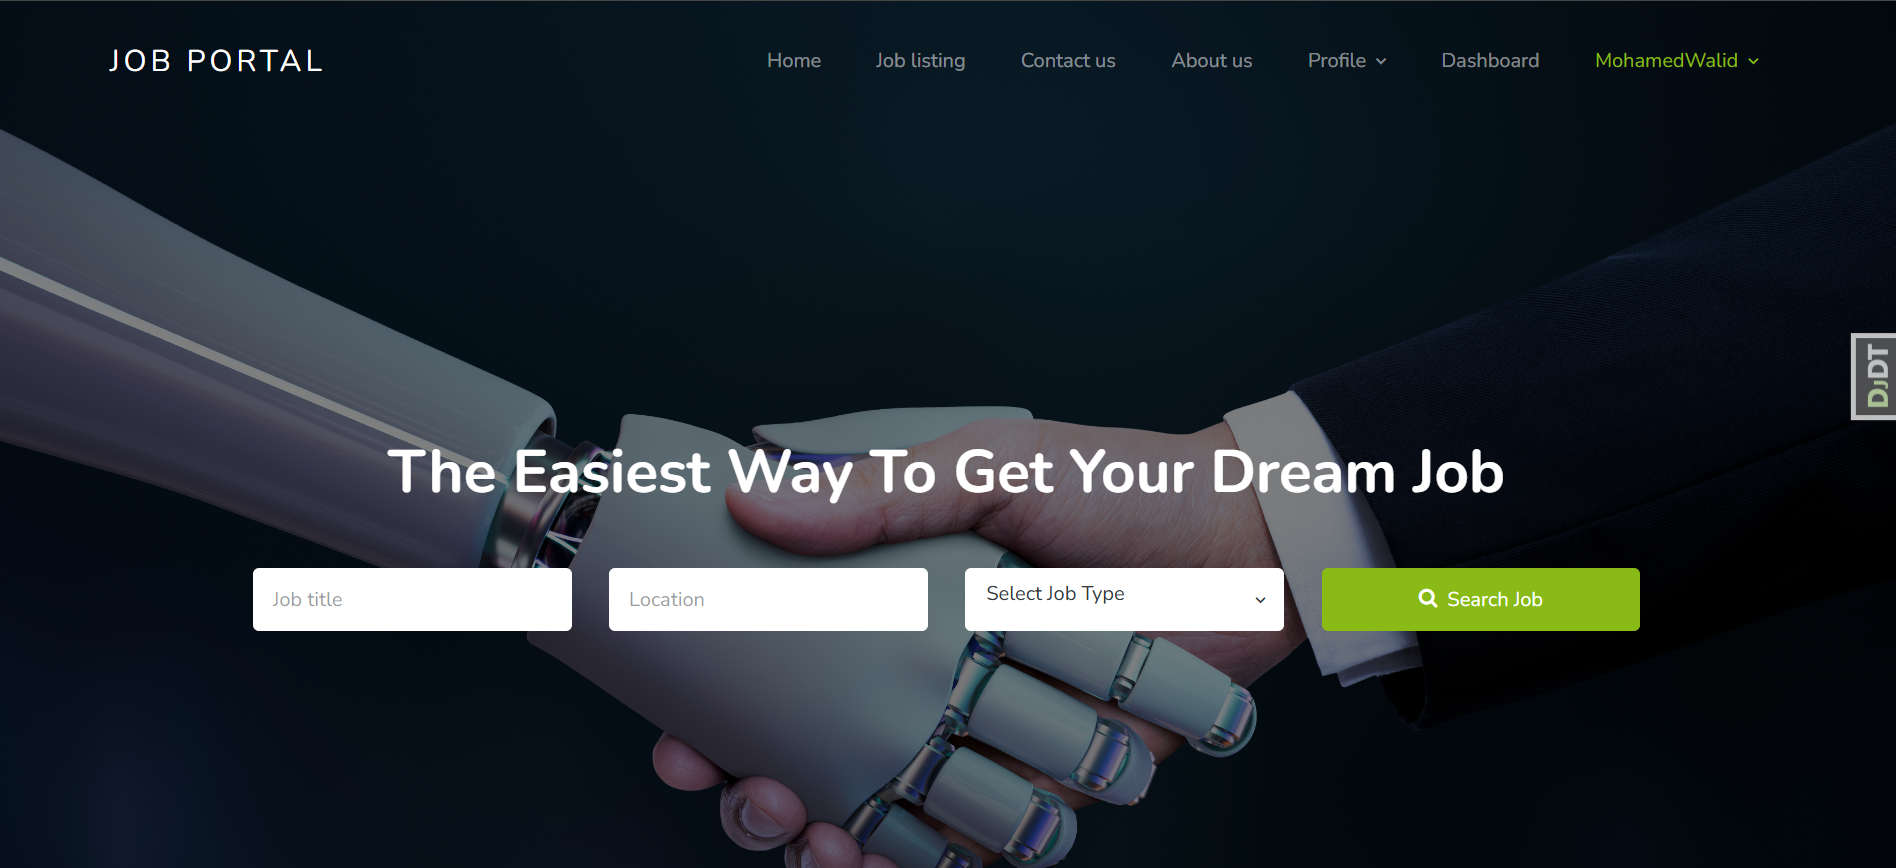 JOB PORTAL
Home Job listing Contact us About us Profile Dashboard MohamedWalid
DJDT
The Easiest Way To Get Your Dream Job
Job title Location Select Job Type Search Job